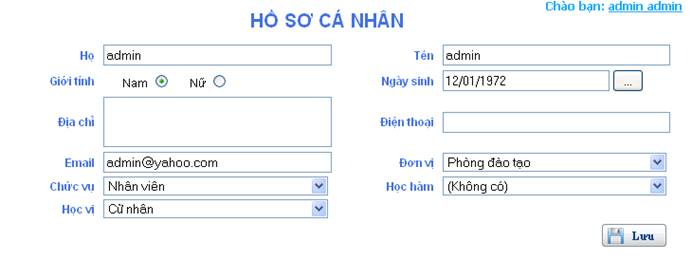 Chào bạn: admin admin
HỒ SƠ CÁ NHÂN
Họ admin Tên admin
Giới tính Nam Nữ Ngày sinh 12/01/1972 ...
Địa chỉ Điện thoại
Email admin@yahoo.com Đơn vị Phòng đào tạo
Chức vụ Nhân viên Học hàm (Không có)
Học vị Cử nhân
Lưu